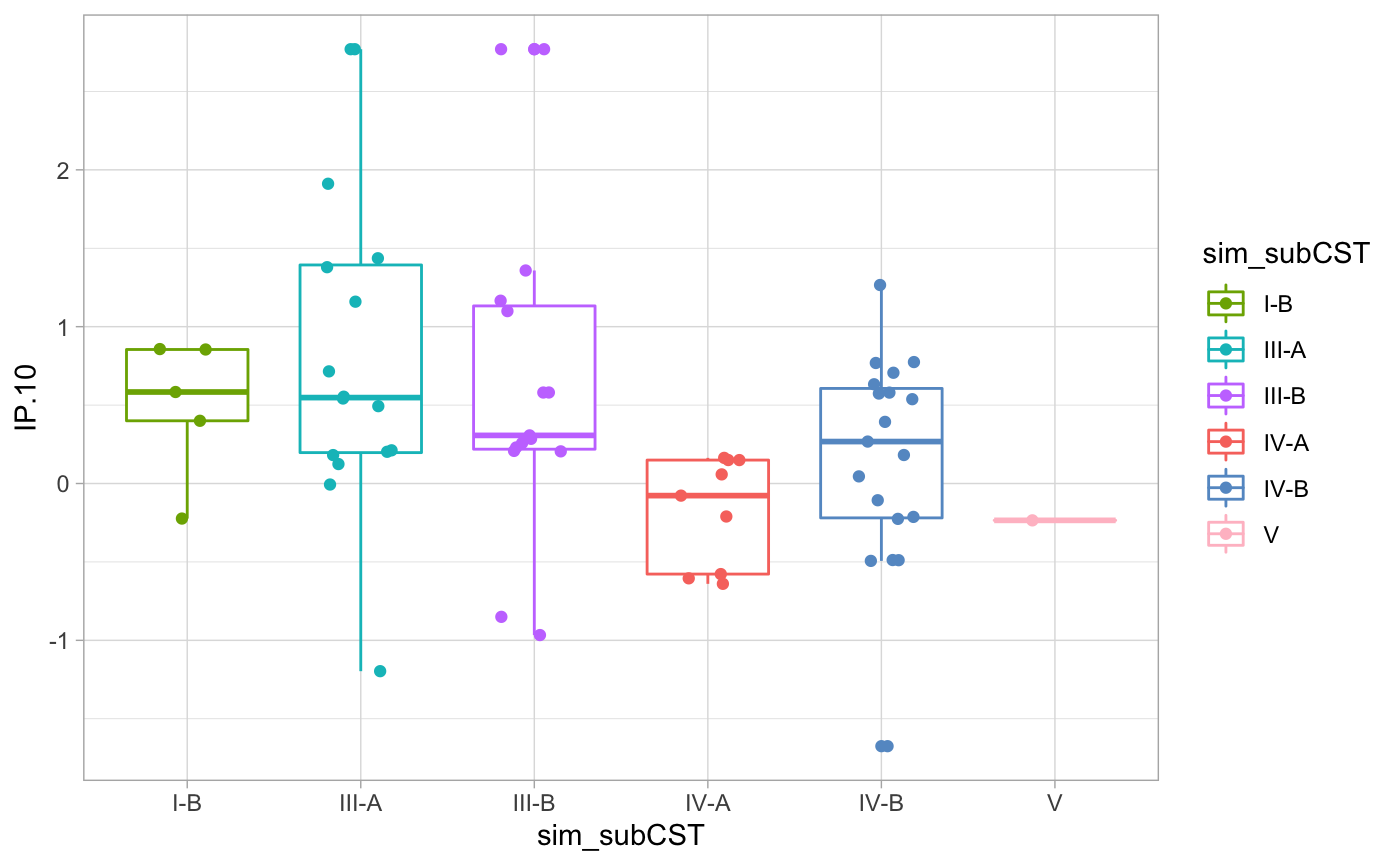 IP.10
2
1
0
-1
I-B
III-A
III-B
IV-A
IV-B
V
sim_subCST
sim_subCST
I-B
III-A
III-B
IV-A
IV-B
V